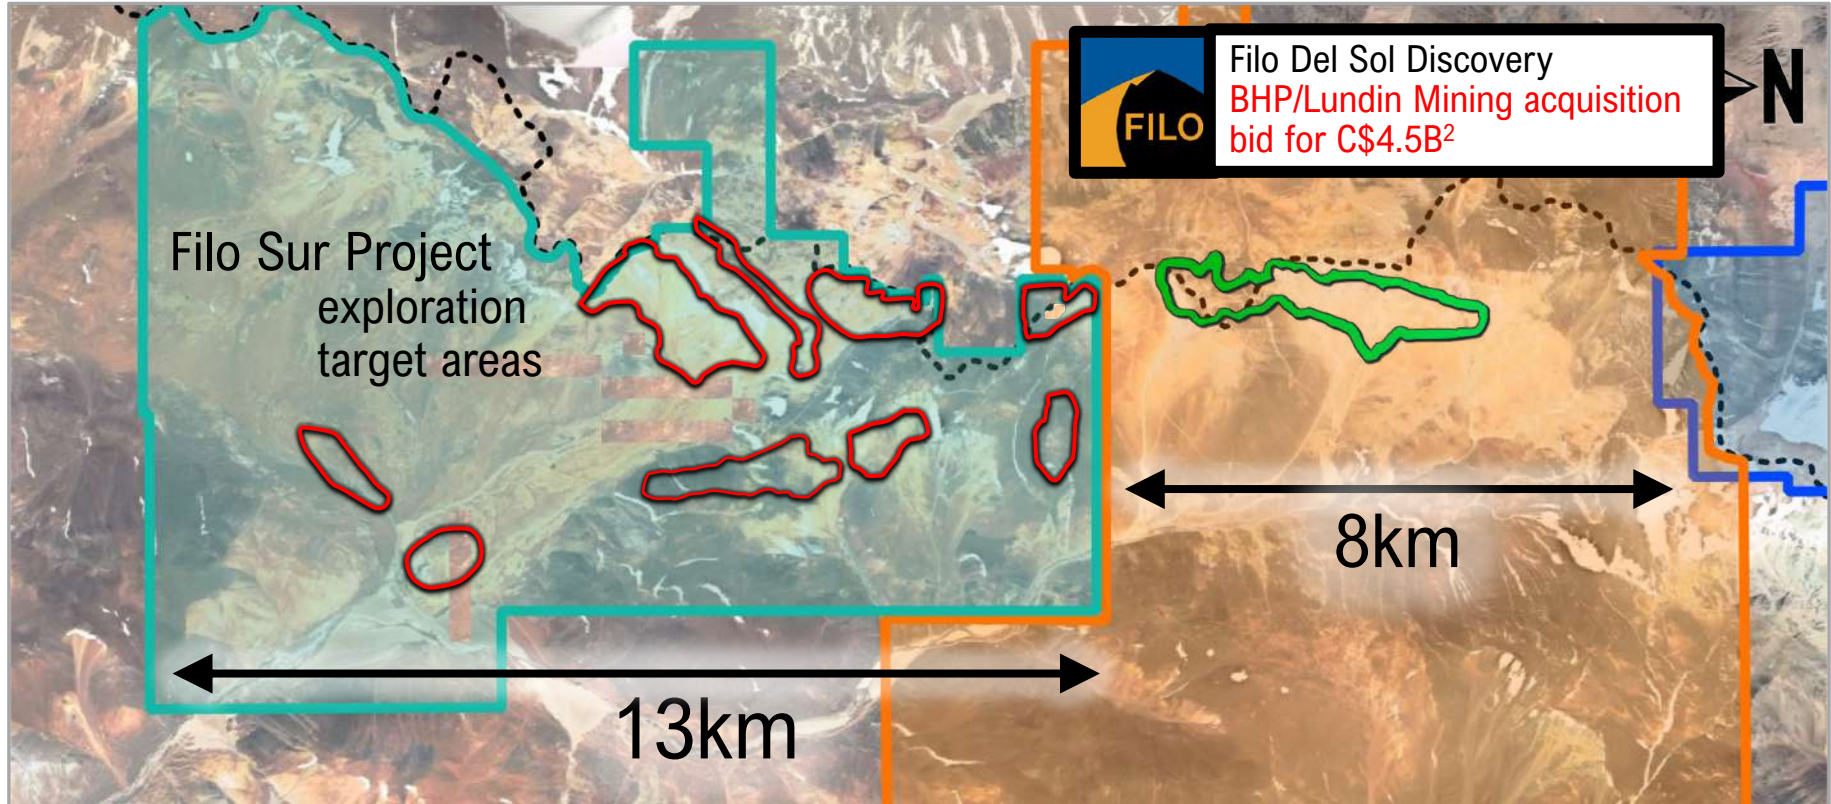 Filo Del Sol Discovery
BHP/Lundin Mining acquisition
bid for C$4.5B²
FILO
N
Filo Sur Project
exploration
target areas
8km
13km